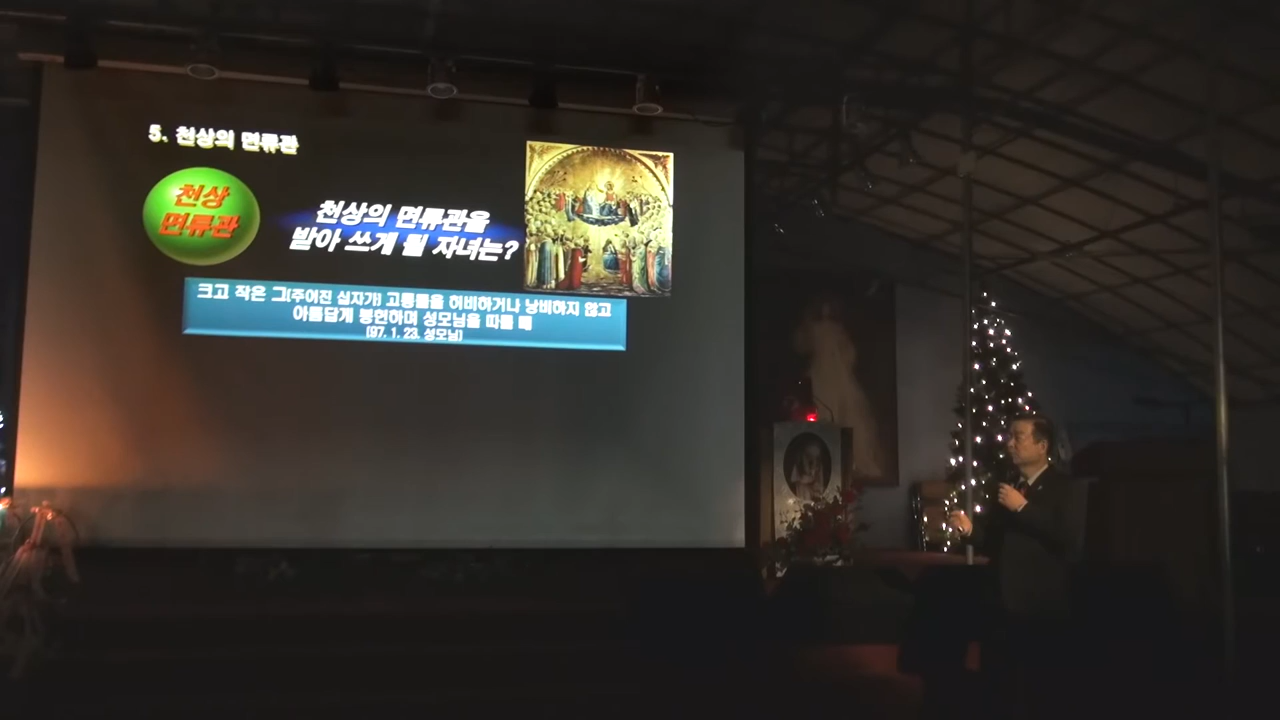 5. 천상의 면류관
천상
면류관
천상의 면류관을
받아 쓰게 될 자녀는?
크고 작은 그(주어진 십자가) 고통들을 허비하거나 낭비하지 않고
아름답게 봉헌하며 성모님을 따를 때
(97. 1. 23. 성모님)